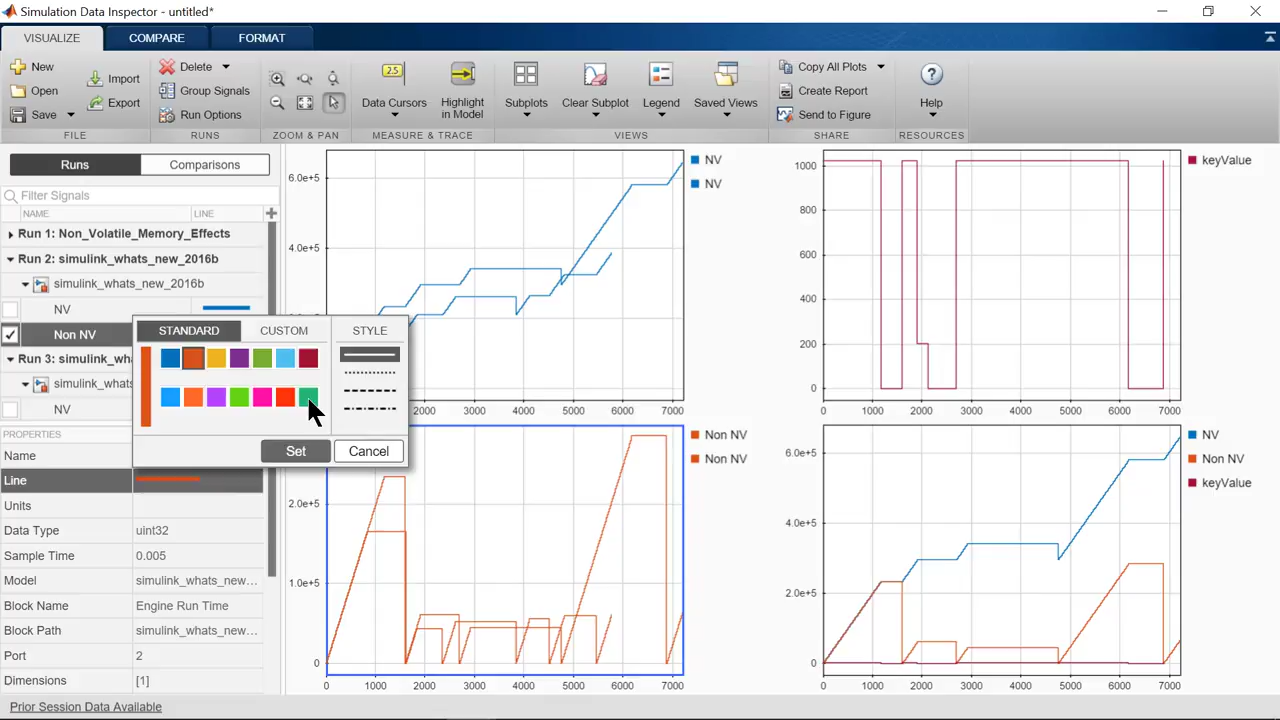 Simulation Data Inspector - untitled*
VISUALIZE COMPARE FORMAT
New Open Save Import Export
FILE
Delete Group Signals Run Options
RUNS
ZOOM & PAN
2.5
Data Cursors Highlight in Model
MEASURE & TRACE
Subplots Clear Subplot Legend Saved Views
VIEWS
Copy All Plots Create Report Send to Figure
SHARE
? Help
RESOURCES
Runs Comparisons
Filter Signals
NAME LINE
Run 1: Non_Volatile_Memory_Effects
Run 2: simulink_whats_new_2016b
simulink_whats_new_2016b
NV
Non NV
Run 3: simulink_wh
simulink_whats
NV
STANDARD CUSTOM STYLE
Set Cancel
PROPERTIES
Name
Line
Units
Data Type uint32
Sample Time 0.005
Model simulink_whats_new...
Block Name Engine Run Time
Block Path simulink_whats_new...
Port 2
Dimensions [1]
Prior Session Data Available
6.0e+5
4.0e+5
2000 3000 4000 5000 6000 7000
NV
NV
1000
800
600
400
200
0
0 1000 2000 3000 4000 5000 6000 7000
keyValue
2.0e+5
1.0e+5
0
0 1000 2000 3000 4000 5000 6000 7000
Non NV
Non NV
6.0e+5
4.0e+5
2.0e+5
0
0 1000 2000 3000 4000 5000 6000 7000
NV
Non NV
keyValue